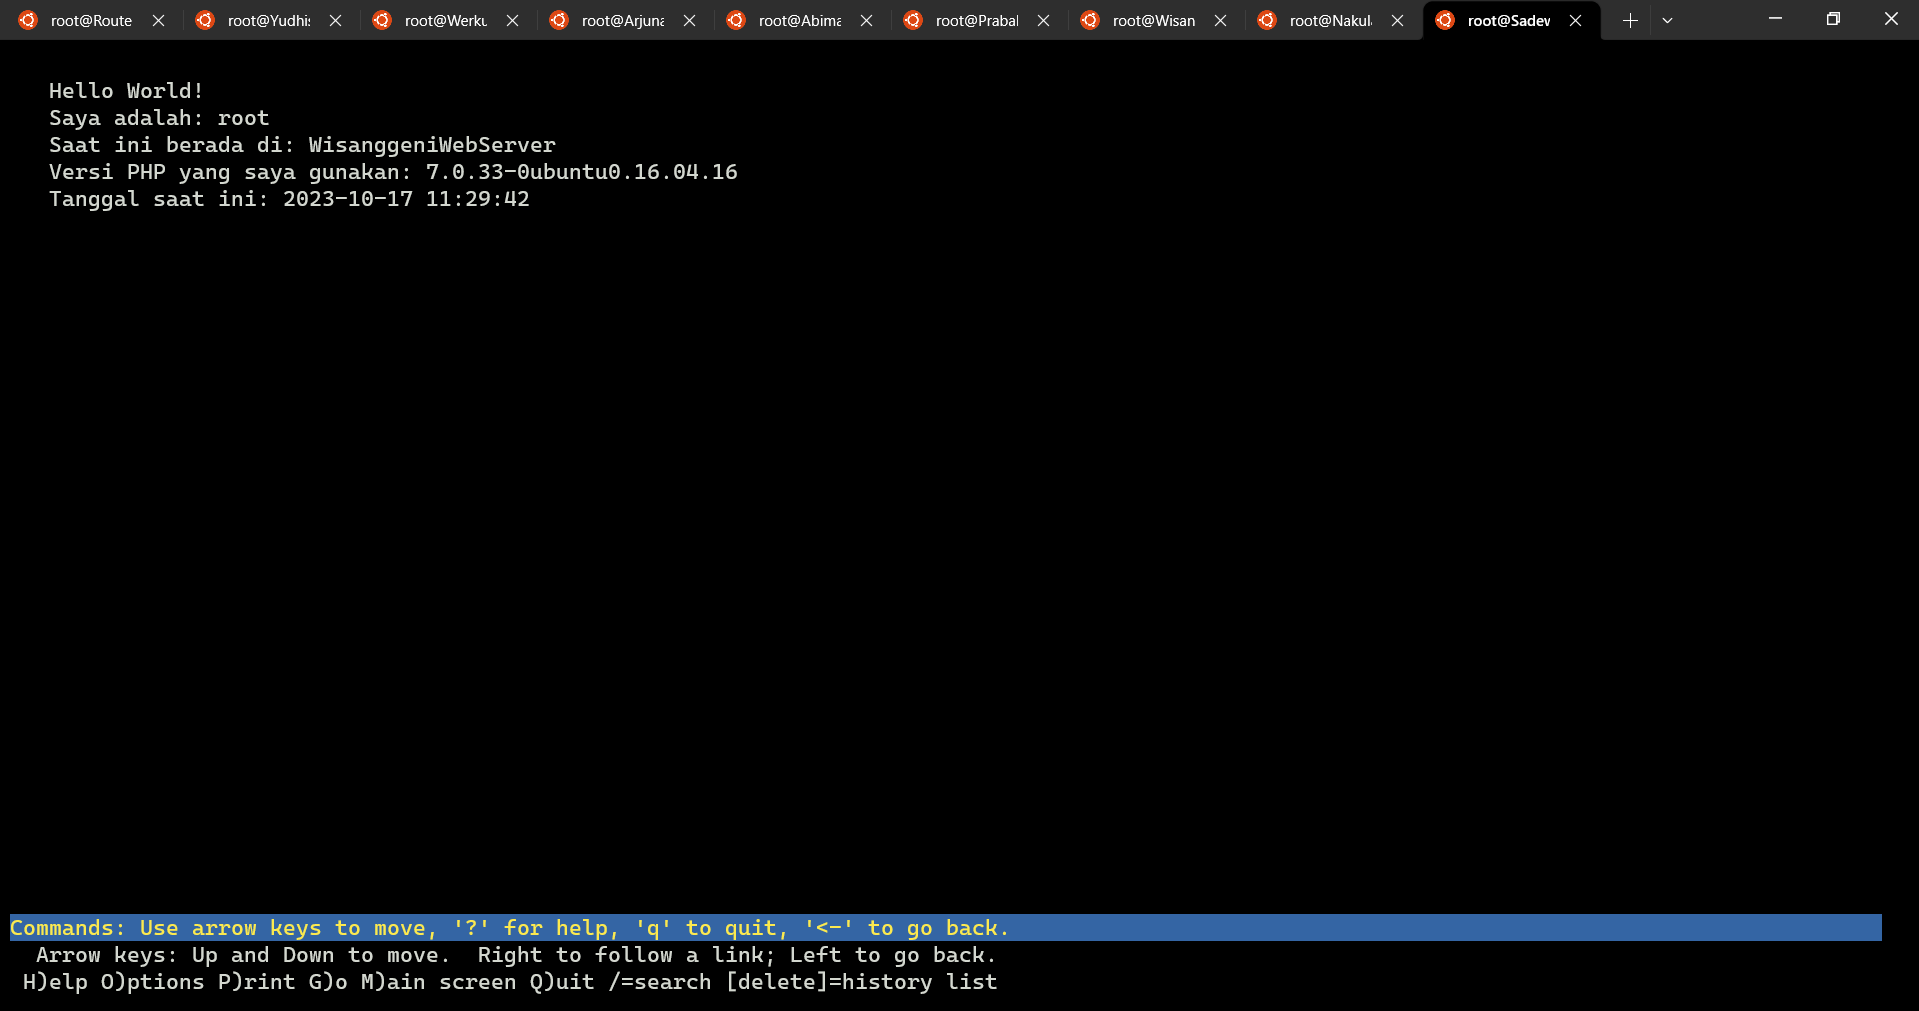 root@Route
root@Yudhis
root@Werku
root@Arjuna
root@Abima
root@Prabal
root@Wisan
root@Nakul
root@Sadew
Hello World!
Saya adalah: root
Saat ini berada di: WisanggeniWebServer
Versi PHP yang saya gunakan: 7.0.33-0ubuntu0.16.04.16
Tanggal saat ini: 2023-10-17 11:29:42
Commands: Use arrow keys to move, '?' for help, 'q' to quit, '<-' to go back.
Arrow keys: Up and Down to move.  Right to follow a link; Left to go back.
H)elp O)ptions P)rint G)o M)ain screen Q)uit /=search [delete]=history list